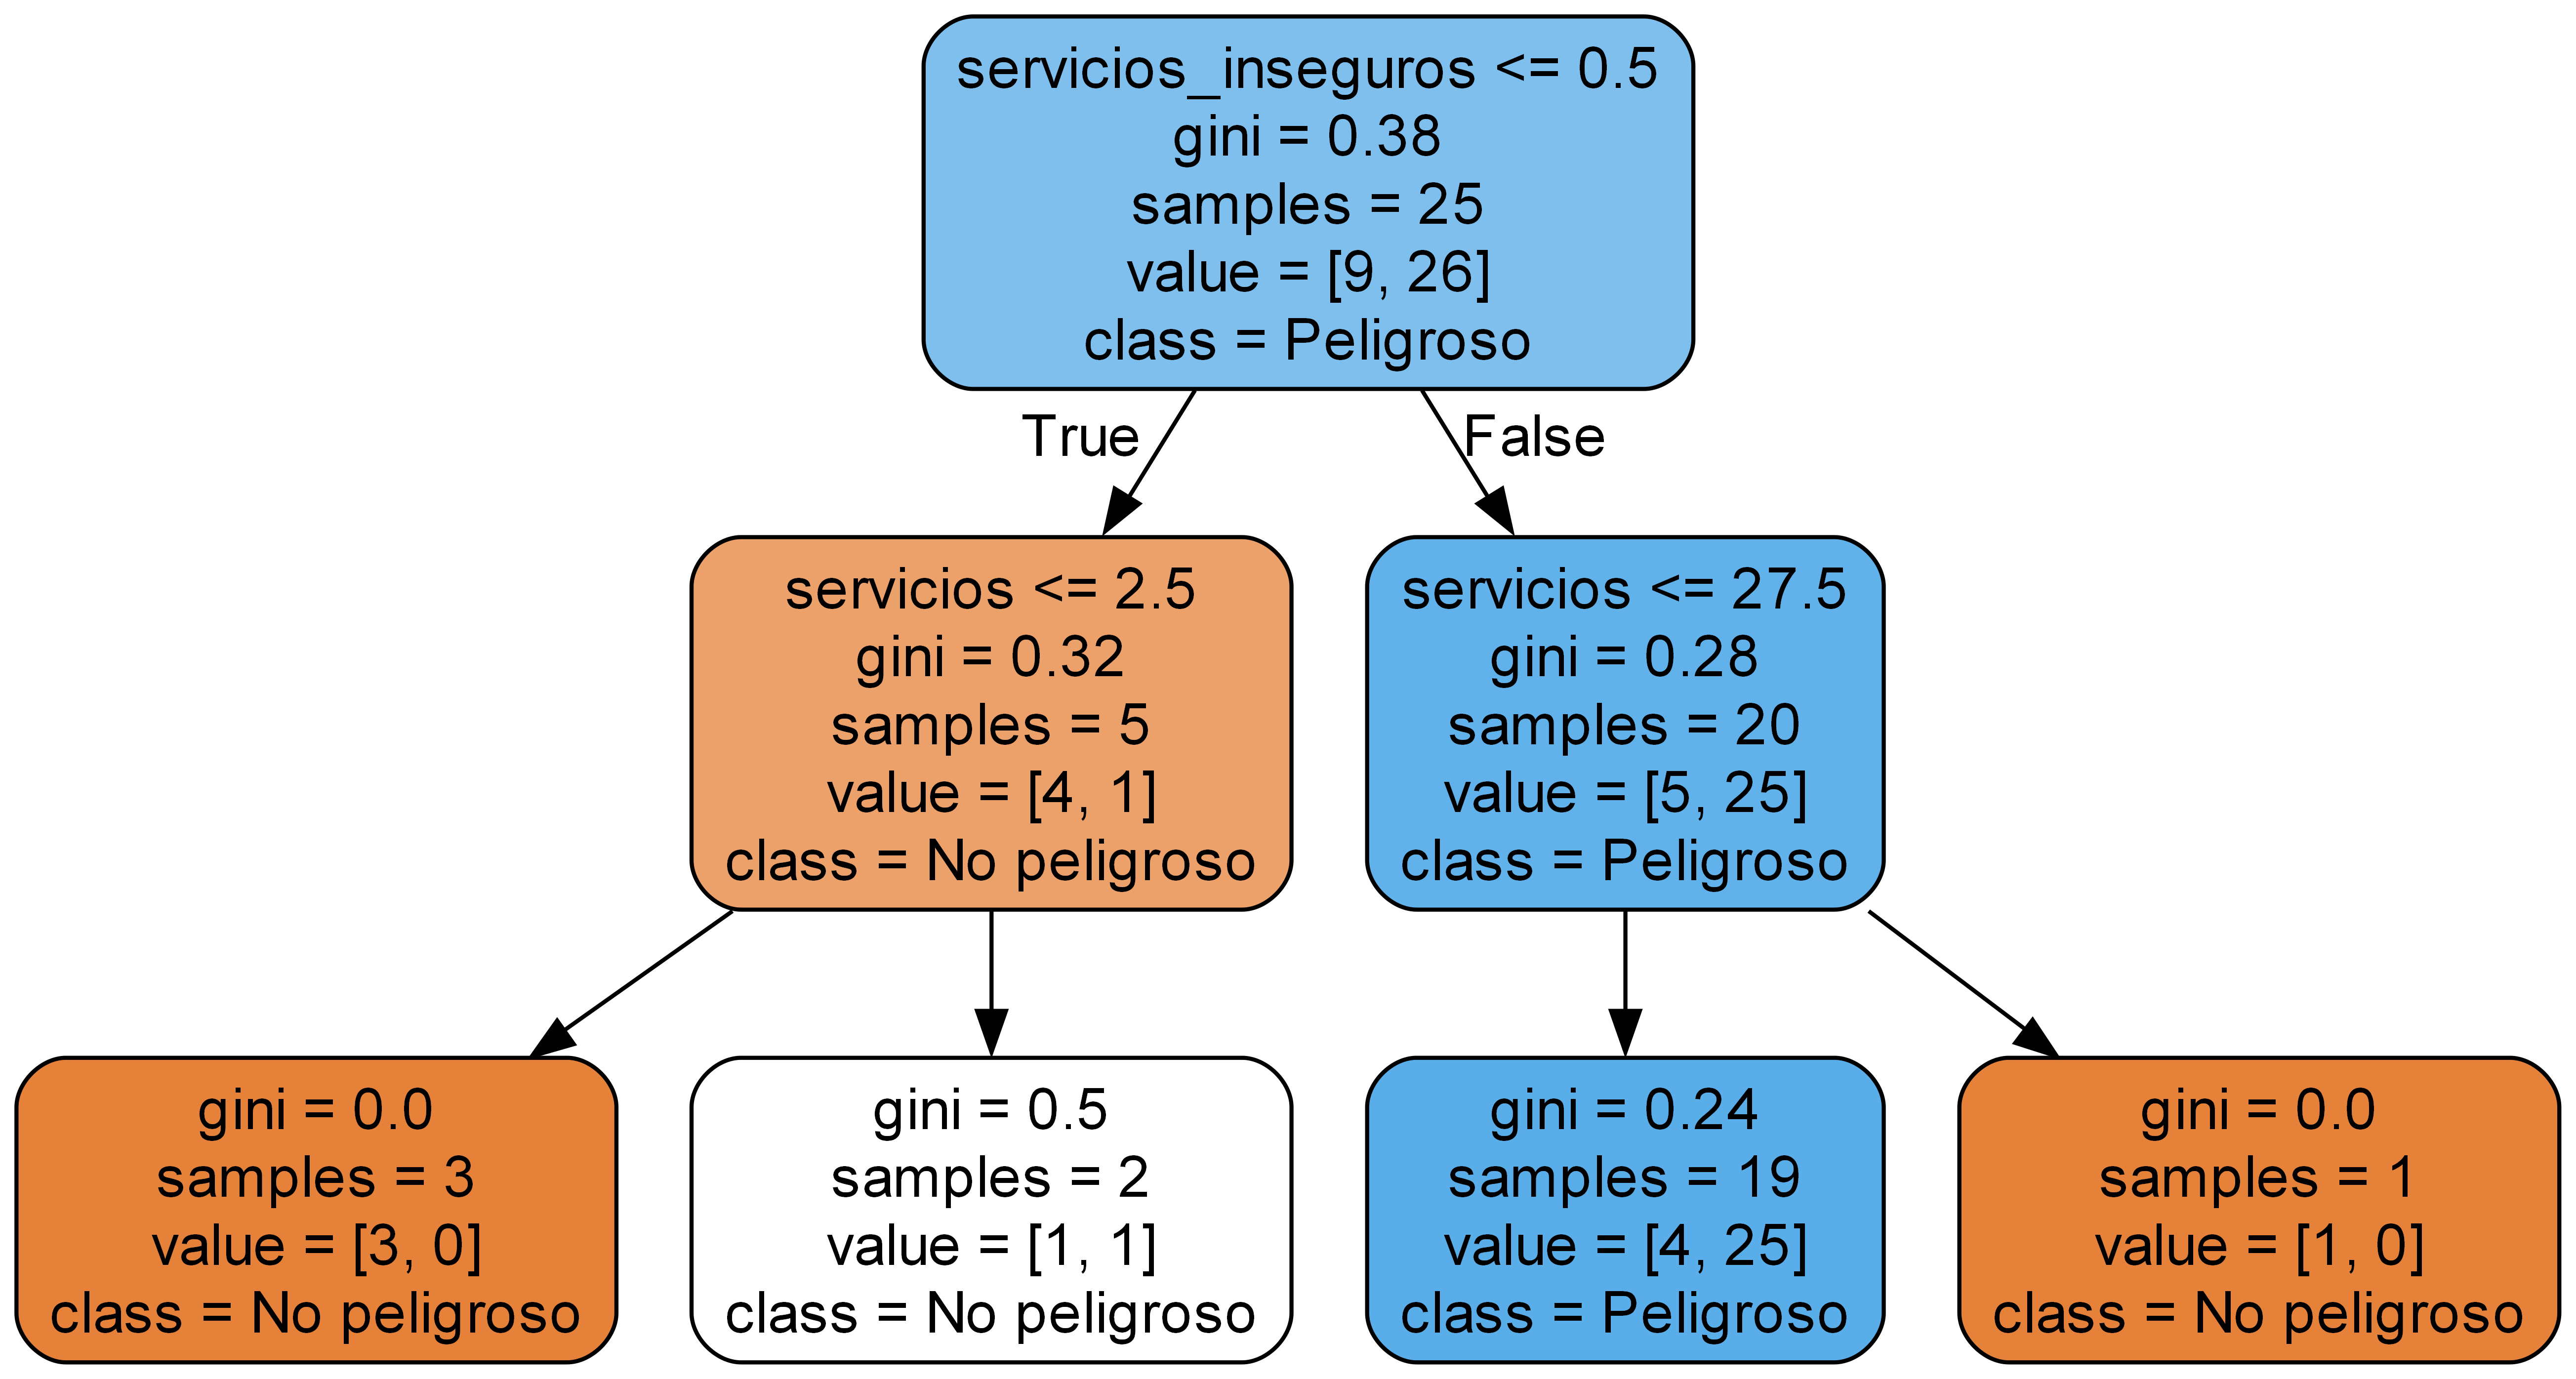 servicios_inseguros <= 0.5
gini = 0.38
samples = 25
value = [9, 26]
class = Peligroso
True
False
servicios <= 2.5
gini = 0.32
samples = 5
value = [4, 1]
class = No peligroso
servicios <= 27.5
gini = 0.28
samples = 20
value = [5, 25]
class = Peligroso
gini = 0.0
samples = 3
value = [3, 0]
class = No peligroso
gini = 0.5
samples = 2
value = [1, 1]
class = No peligroso
gini = 0.24
samples = 19
value = [4, 25]
class = Peligroso
gini = 0.0
samples = 1
value = [1, 0]
class = No peligroso